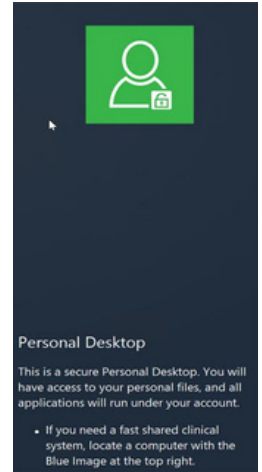 Personal Desktop
This is a secure Personal Desktop. You will
have access to your personal files, and all
applications will run under your account.
• If you need a fast shared clinical
system, locate a computer with the
Blue Image at the top right.